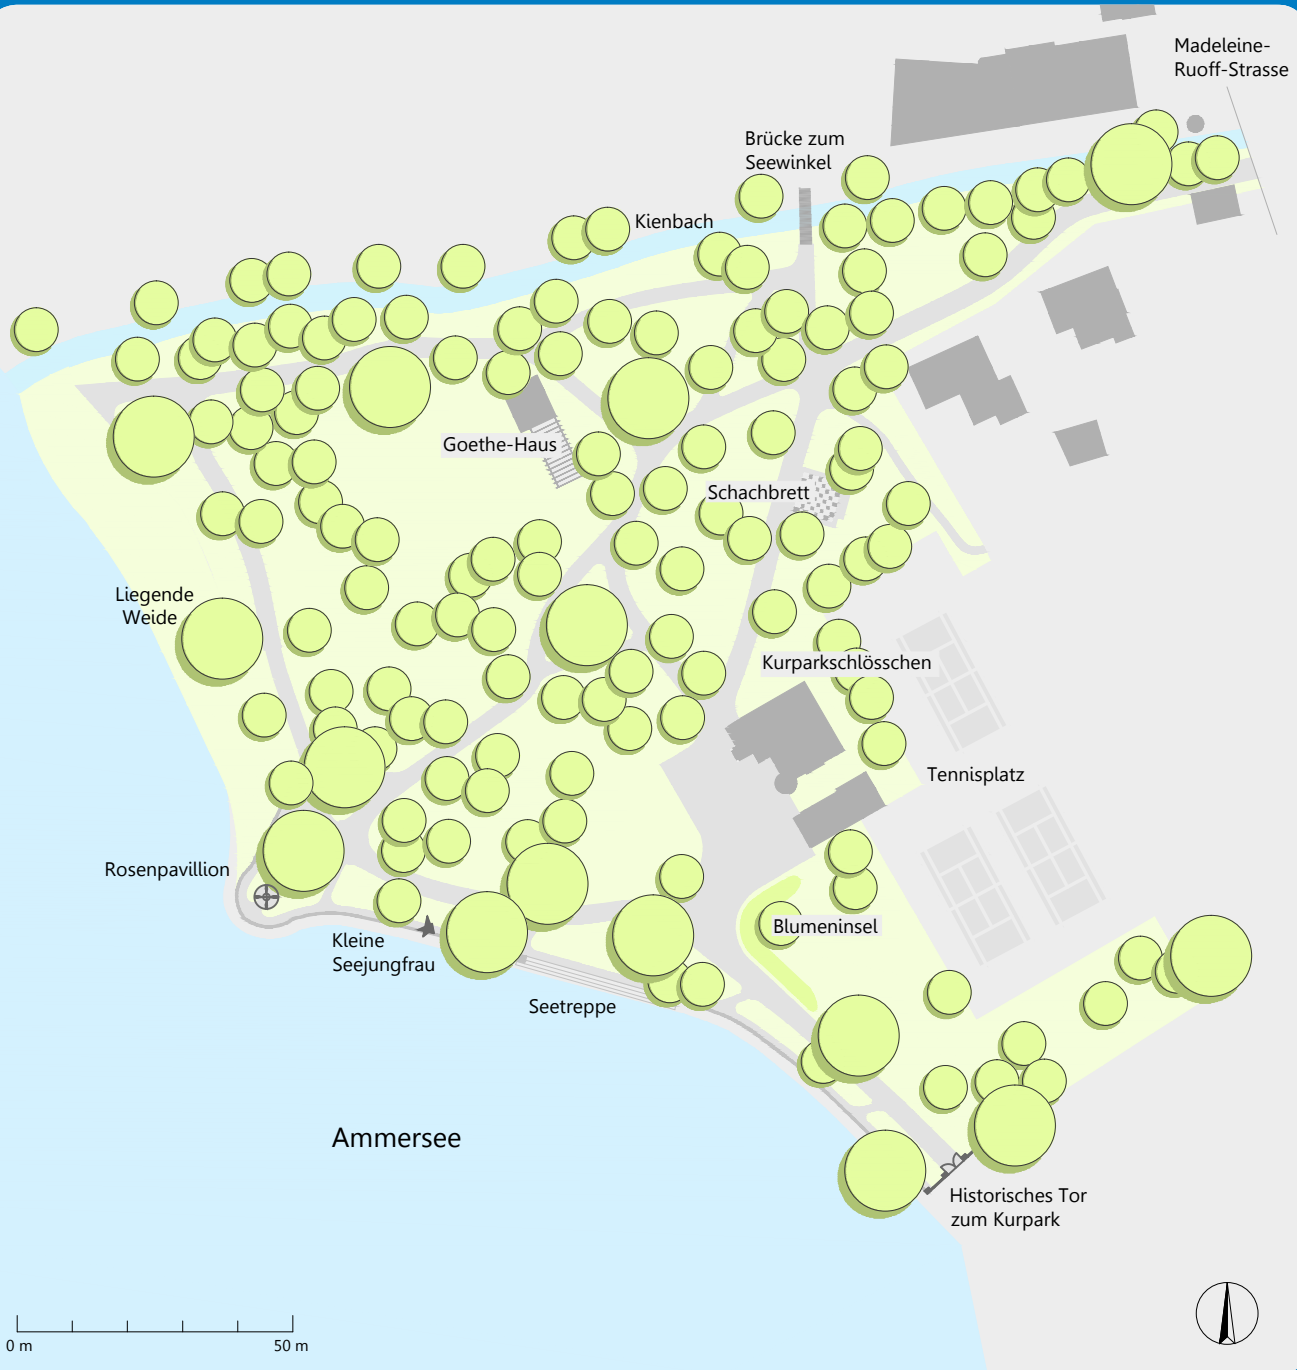 Madeleine-
Ruoff-Strasse
Brücke zum
Seewinkel
Kienbach
Goethe-Haus
Schachbrett
Liegende
Weide
Kurparkschlösschen
Tennisplatz
Rosenpavillion
Blumeninsel
Kleine
Seejungfrau
Seetreppe
Ammersee
Historisches Tor
zum Kurpark
0 m
50 m